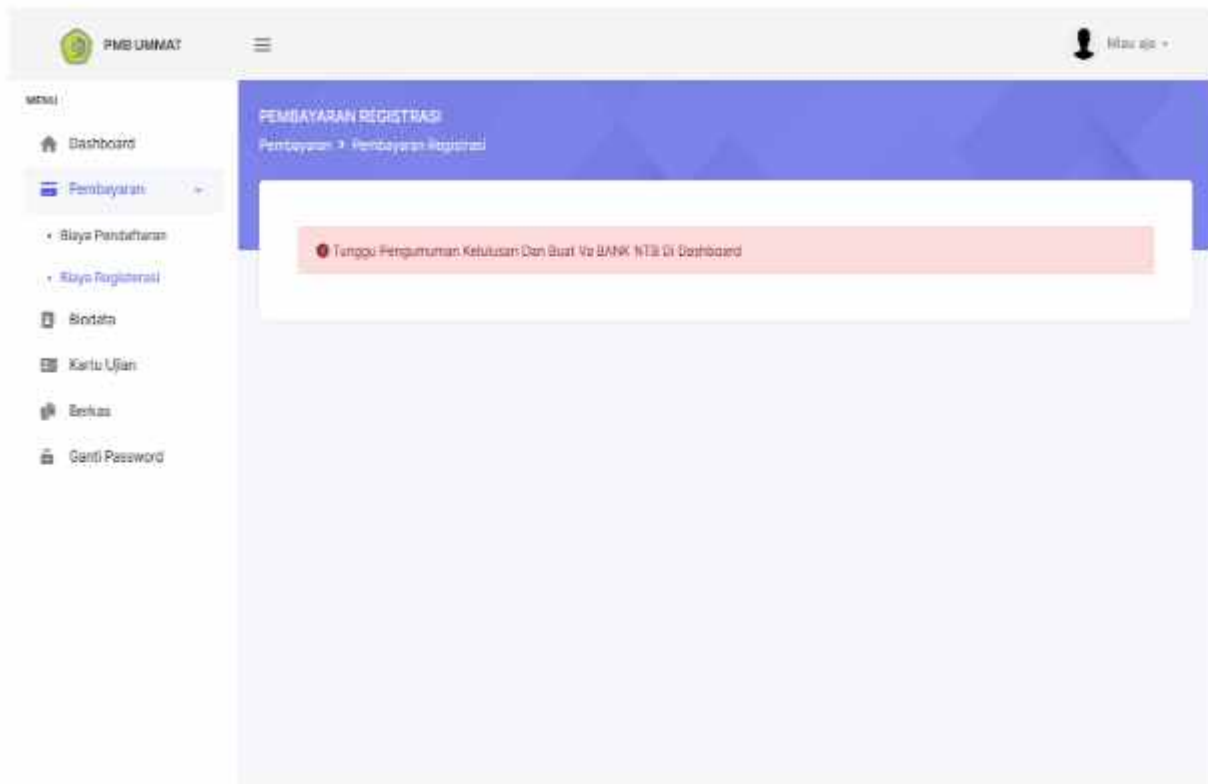 PMB UMMAT
MENU
Dashboard
Pembayaran
Biaya Pendaftaran
Biaya Registerasi
Biodata
Kartu Ujian
Berkas
Ganti Password
PEMBAYARAN REGISTRASI
Pembayaran > Pembayaran Registrasi
Tunggu Pengumuman Kelulusan Dan Buat Va BANK NTB Di Dashboard